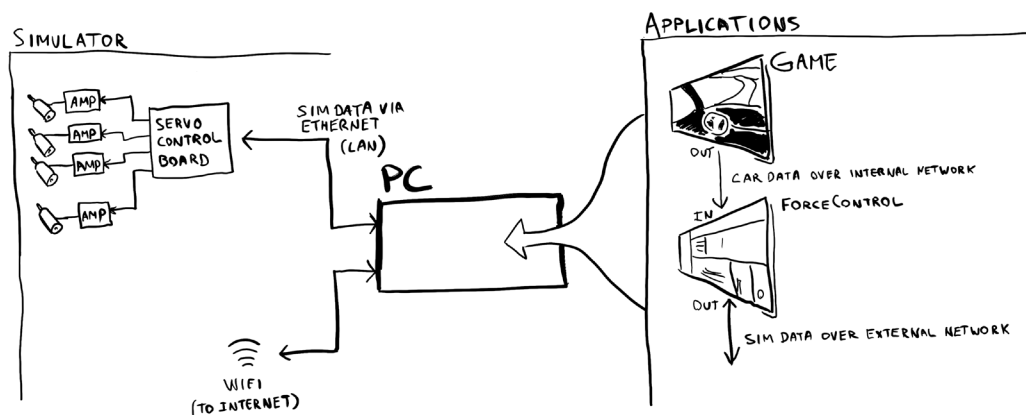 SIMULATOR
AMP
AMP
AMP
AMP
SERVO
CONTROL
BOARD
SIM DATA VIA
ETHERNET
(LAN)
PC
WIFI
(TO INTERNET)
APPLICATIONS
GAME
OUT
CAR DATA OVER INTERNAL NETWORK
IN
FORCECONTROL
OUT
SIM DATA OVER EXTERNAL NETWORK